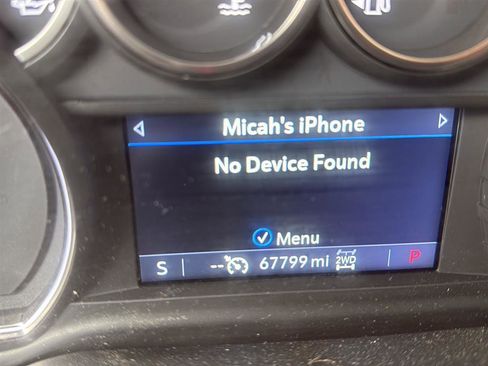 Micah's iPhone
No Device Found
Menu
S -- 67799 mi 2WD P